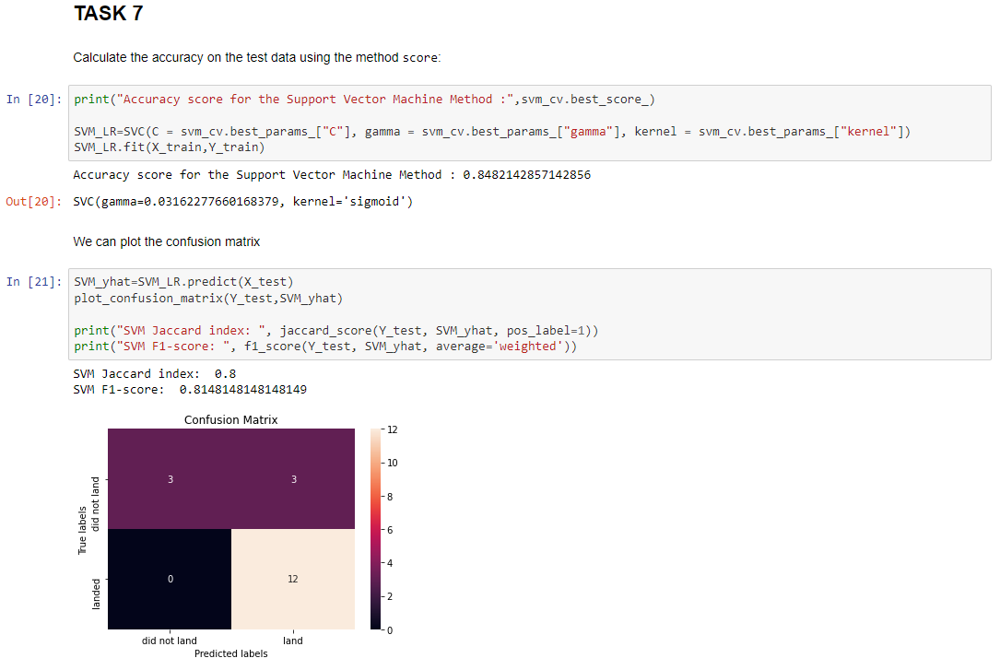 TASK 7
Calculate the accuracy on the test data using the method score:
In [20]:
print("Accuracy score for the Support Vector Machine Method :",svm_cv.best_score_)
SVM_LR=SVC(C = svm_cv.best_params_["C"], gamma = svm_cv.best_params_["gamma"], kernel = svm_cv.best_params_["kernel"])
SVM_LR.fit(X_train,Y_train)
Accuracy score for the Support Vector Machine Method : 0.8482142857142856
Out[20]:
SVC(gamma=0.03162277660168379, kernel='sigmoid')
We can plot the confusion matrix
In [21]:
SVM_yhat=SVM_LR.predict(X_test)
plot_confusion_matrix(Y_test,SVM_yhat)
print("SVM Jaccard index: ", jaccard_score(Y_test, SVM_yhat, pos_label=1))
print("SVM F1-score: ", f1_score(Y_test, SVM_yhat, average='weighted'))
SVM Jaccard index:  0.8
SVM F1-score:  0.8148148148148149
Confusion Matrix
True labels
did not land
landed
3
3
0
12
did not land
land
Predicted labels
12
10
8
6
4
2
0